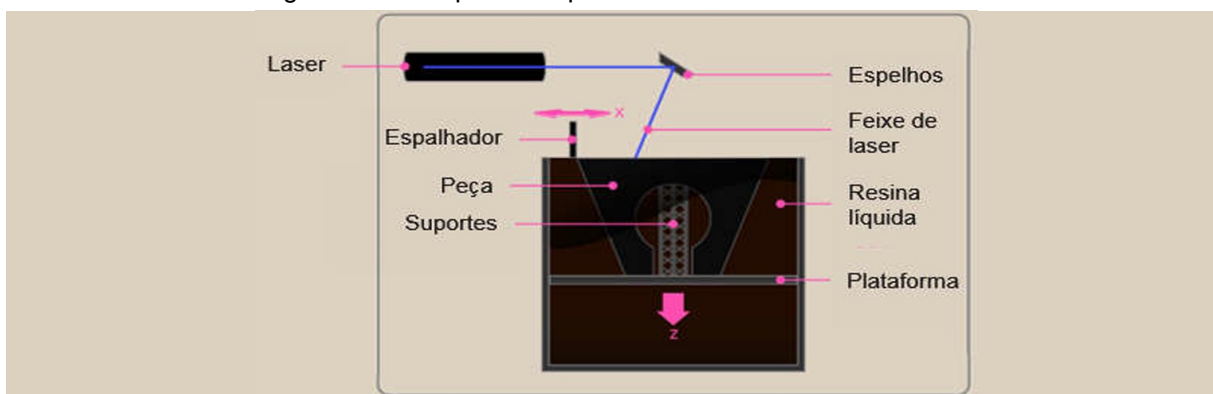 Laser
Espelhos
x
Feixe de
laser
Espalhador
Peça
Resina
líquida
Suportes
Plataforma
z